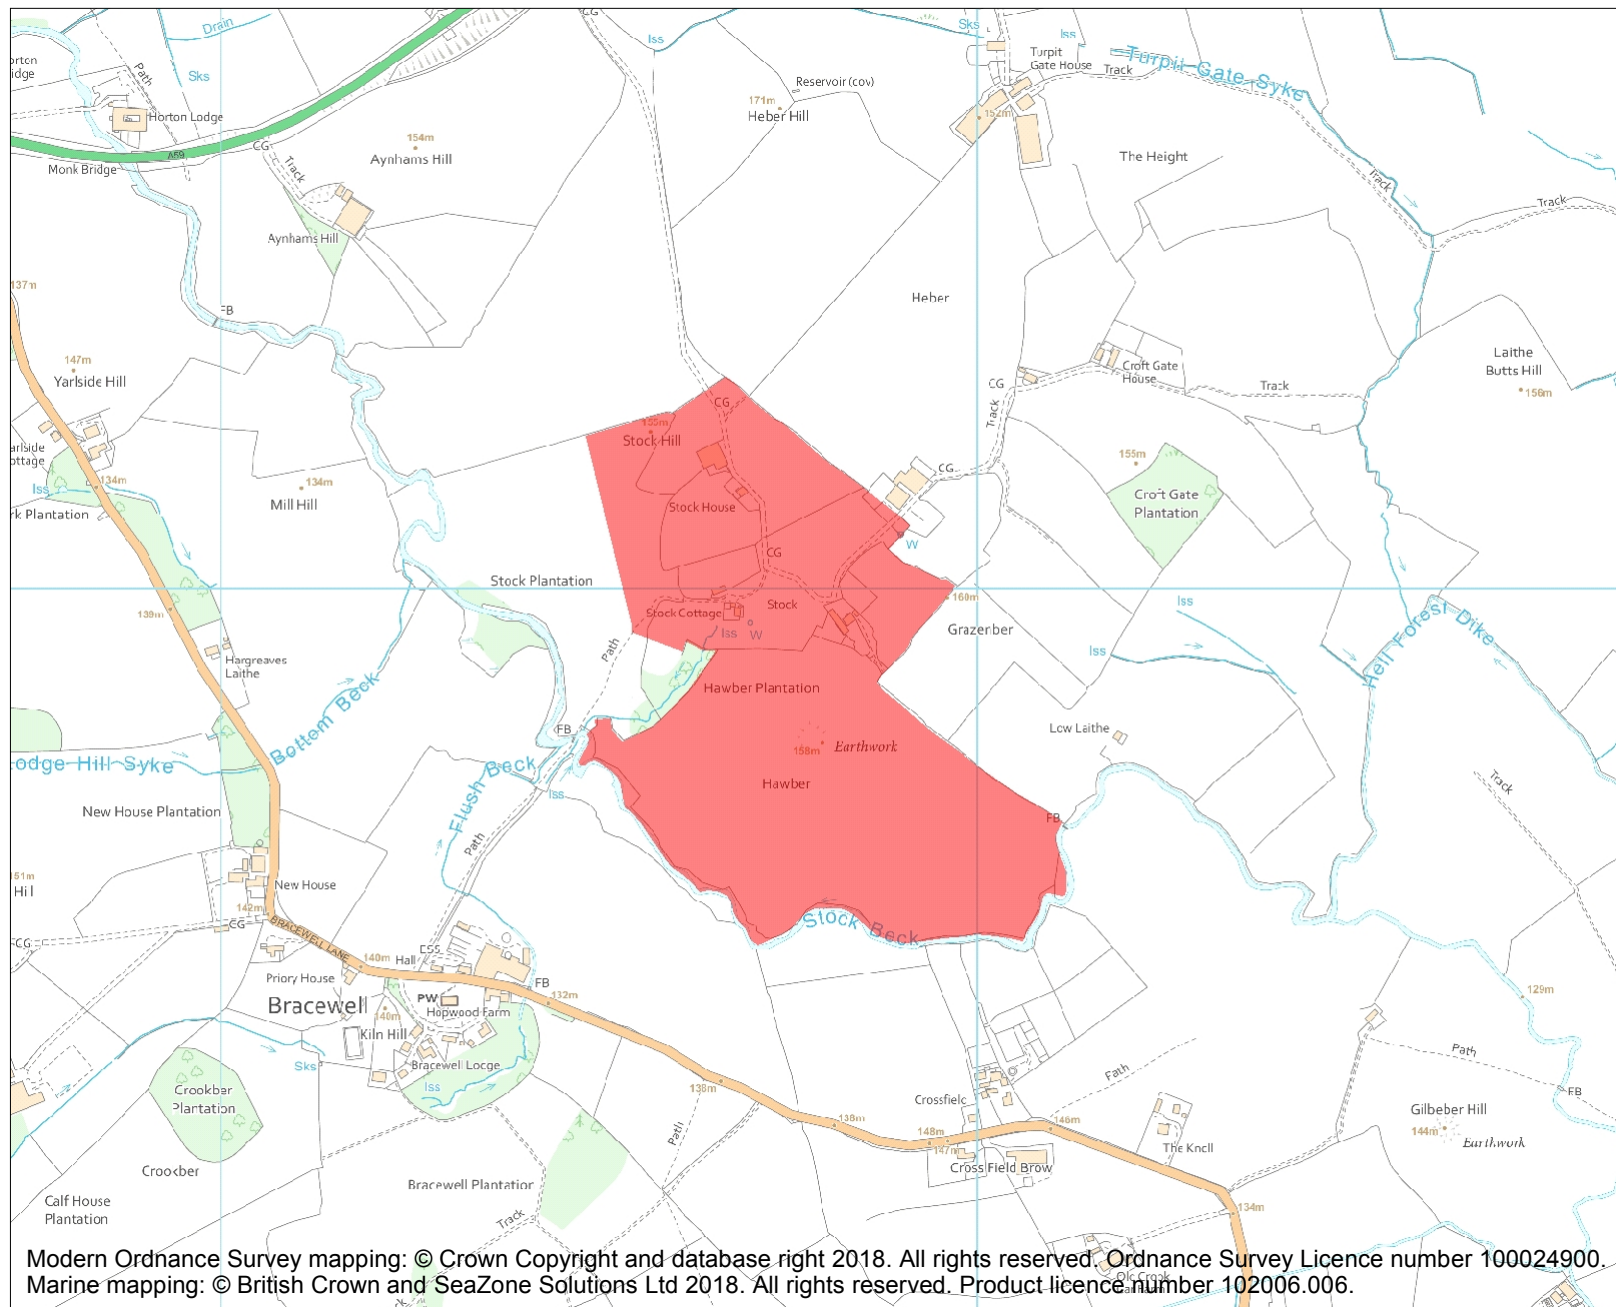 Drain
Sks
Path
Horton Lodge
Monk Bridge
A59
CG
Track
154m
Aynhams Hill
Aynhams Hill
CG
Iss
171m
Reservoir (cov)
Heber Hill
Sks
Iss
Turpit
Gate House
Track
Turpit Gate Syke
152m
The Height
Track
Track
137m
FB
Heber
147m
Yarlside Hill
134m
Iss
134m
Mill Hill
CG
155m
Stock Hill
Stock House
CG
CG
W
CG
Track
Croft Gate
House
Track
155m
Croft Gate
Plantation
Laithe
Butts Hill
156m
139m
Stock Plantation
Stock Cottage
Stock
Iss
W
160m
Grazenber
Iss
Iss
Hell Forest Dike
Path
Hargreaves
Laithe
Bottom Beck
Hawber Plantation
158m
Earthwork
Hawber
Low Laithe
FB
FB
Flush Beck
Iss
Path
New House Plantation
Track
151m
Hill
New House
142m
CG
CG
BRACEWELL LANE
140m
Hall
ESS
Priory House
Bracewell
PW
Hopwood Farm
140m
Kiln Hill
FB
132m
Stock Beck
129m
Bracewell Lodge
Iss
Sks
Crookber
Plantation
Crookber
Calf House
Plantation
138m
Path
Bracewell Plantation
Track
138m
148m
147m
Crossfield
Path
146m
Cross Field Brow
The Knoll
134m
Path
FB
Gilbeber Hill
144m
Earthwork
Modern Ordnance Survey mapping: © Crown Copyright and database right 2018. All rights reserved. Ordnance Survey Licence number 100024900.
Marine mapping: © British Crown and SeaZone Solutions Ltd 2018. All rights reserved. Product licence number 102006.006.